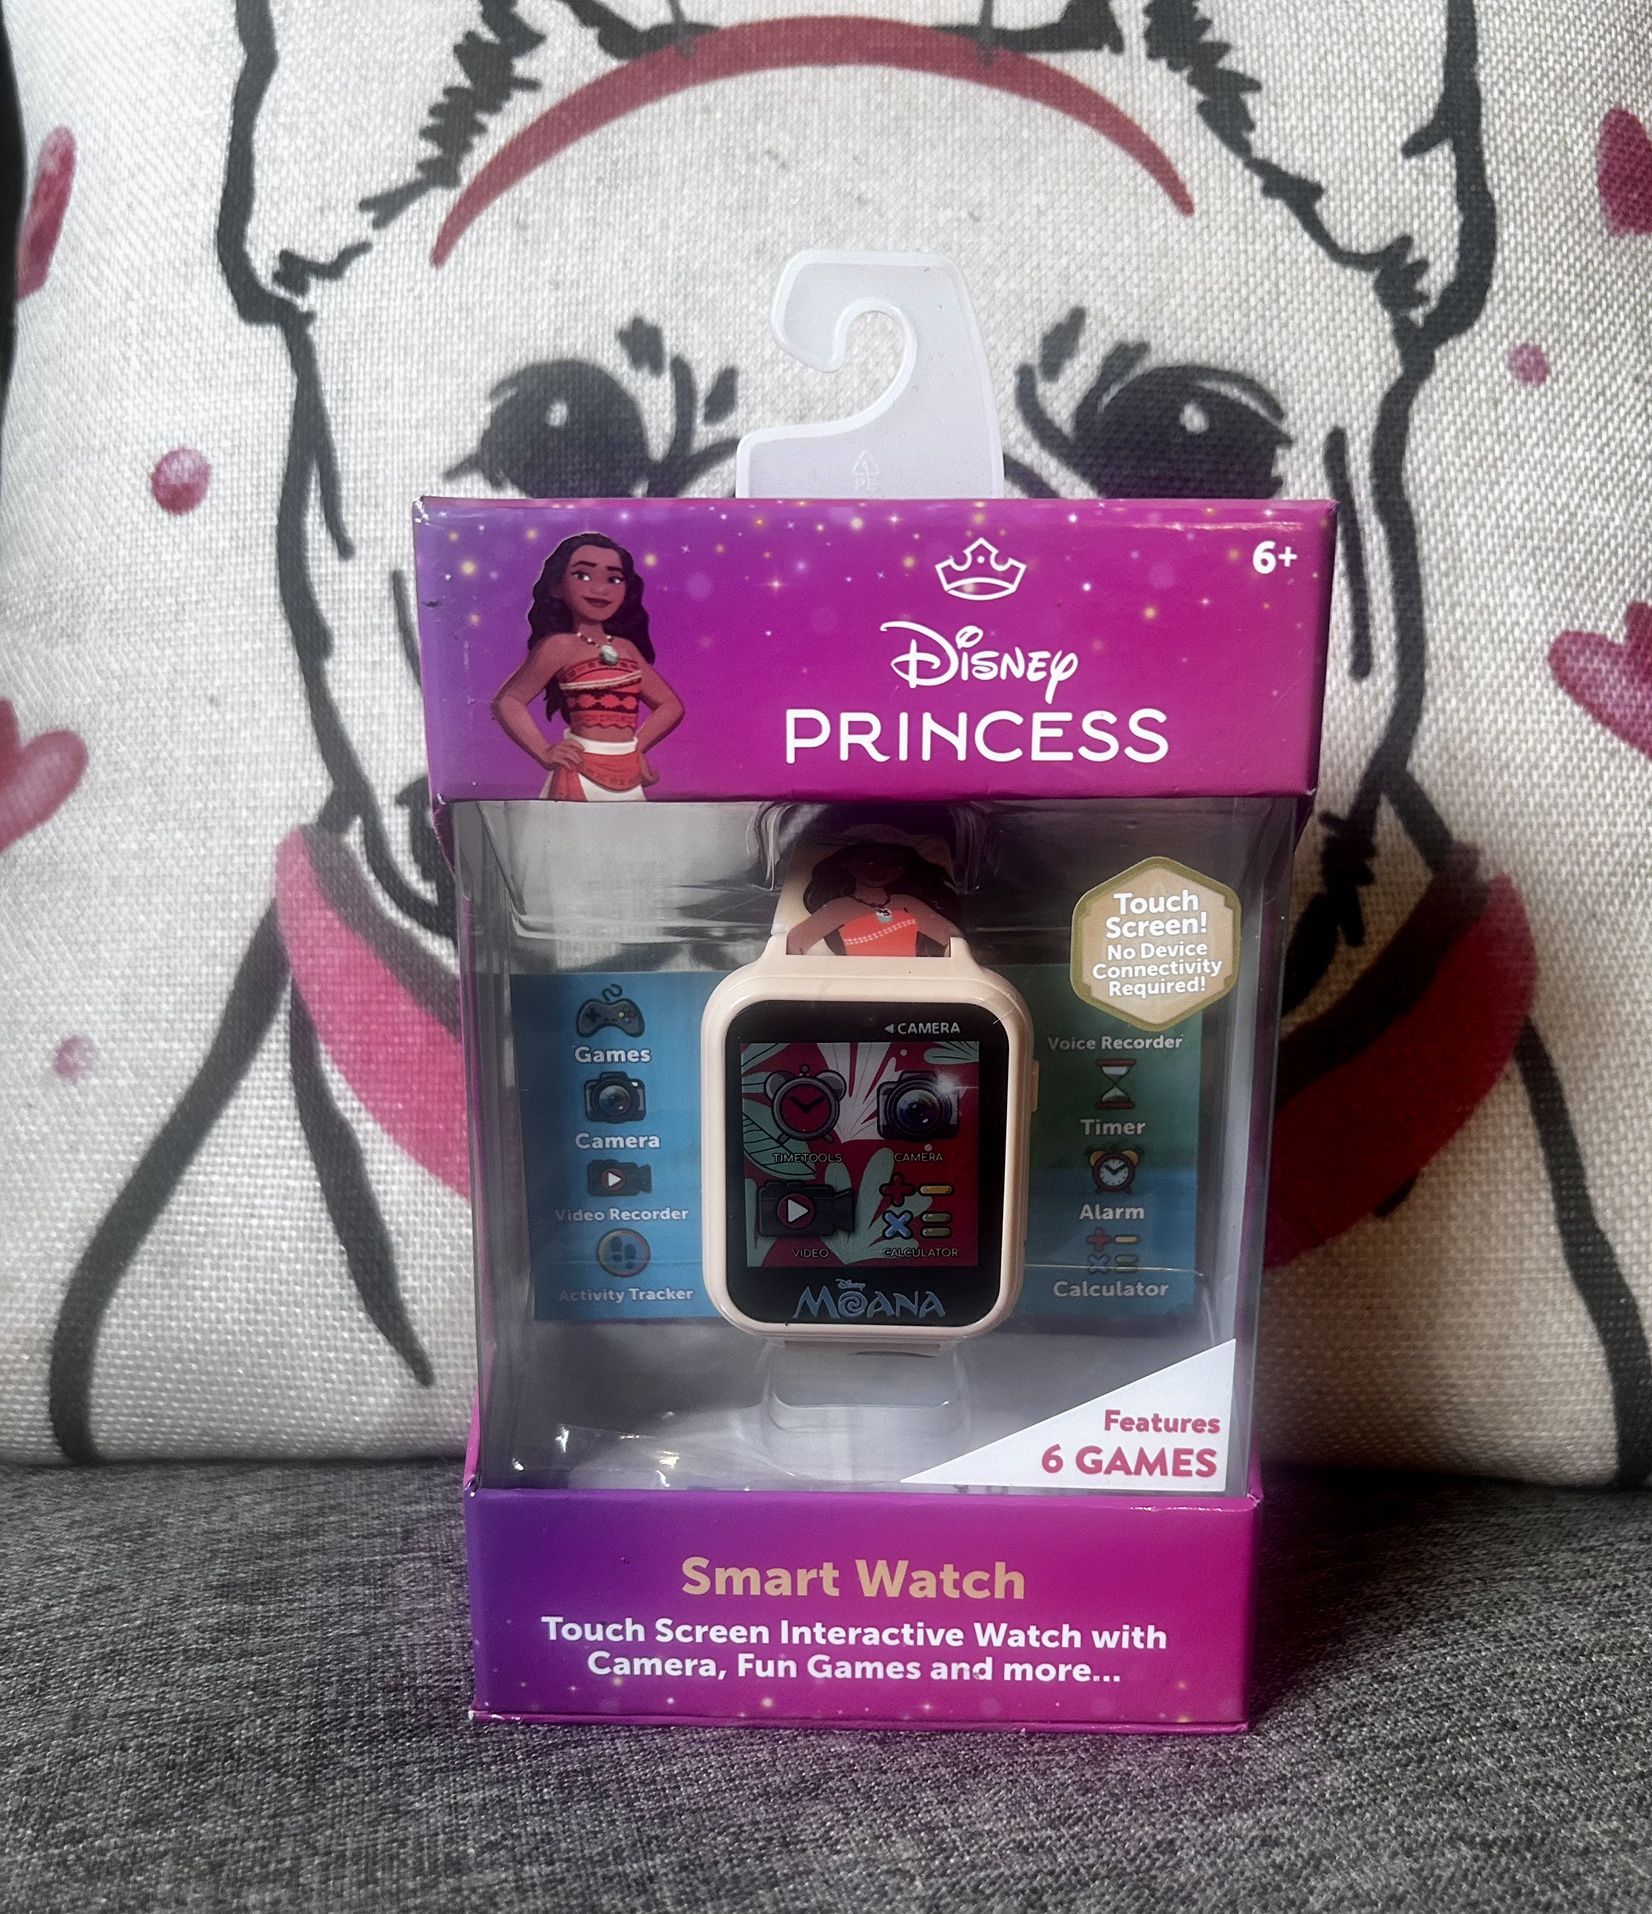 PE
6+
Disney
PRINCESS
Touch
Screen!
No Device
Connectivity
Required!
Games
Camera
Video Recorder
Activity Tracker
◄CAMERA
TIMETOOLS
CAMERA
VIDEO
CALCULATOR
Disney
MOANA
Voice Recorder
Timer
Alarm
Calculator
Features
6 GAMES
Smart Watch
Touch Screen Interactive Watch with
Camera, Fun Games and more...